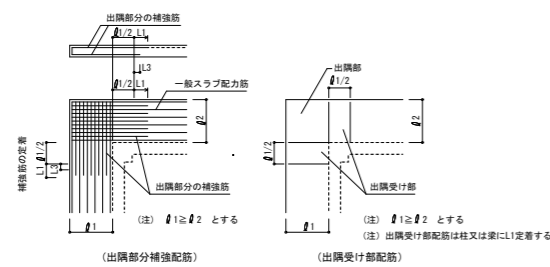 出隅部分の補強筋
ℓ1/2 L1
L3
ℓ1/2 L1
一般スラブ配力筋
ℓ2
補強筋の定着
L1 ℓ1/2
L3
出隅部分の補強筋
(注) ℓ1≧ℓ2 とする
ℓ1
(出隅部分補強配筋)
出隅部
ℓ1/2
ℓ2
ℓ1/2
出隅受け部
ℓ1
(注) ℓ1≧ℓ2 とする
(注) 出隅受け部配筋は柱又は梁にL1定着する
(出隅受け部配筋)